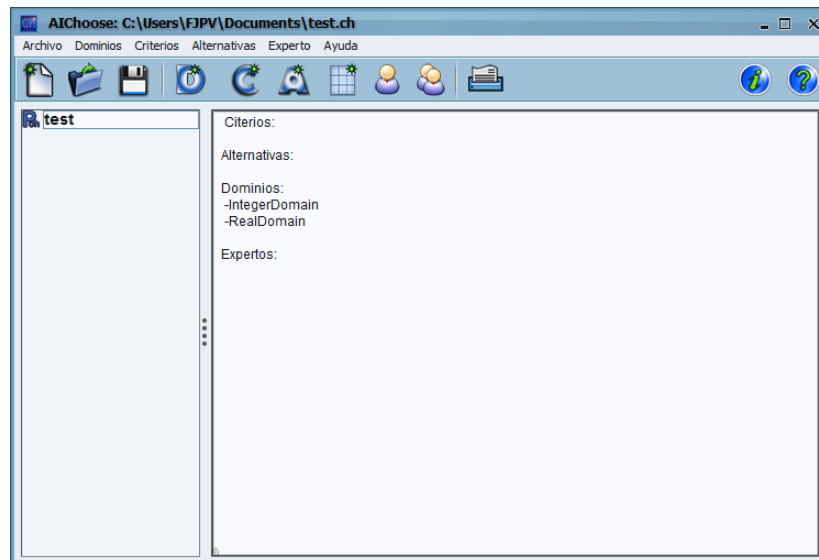 AIChoose: C:\Users\FJPV\Documents\test.ch
Archivo Dominios Criterios Alternativas Experto Ayuda
test
Citerios:
Alternativas:
Dominios:
-IntegerDomain
-RealDomain
Expertos: